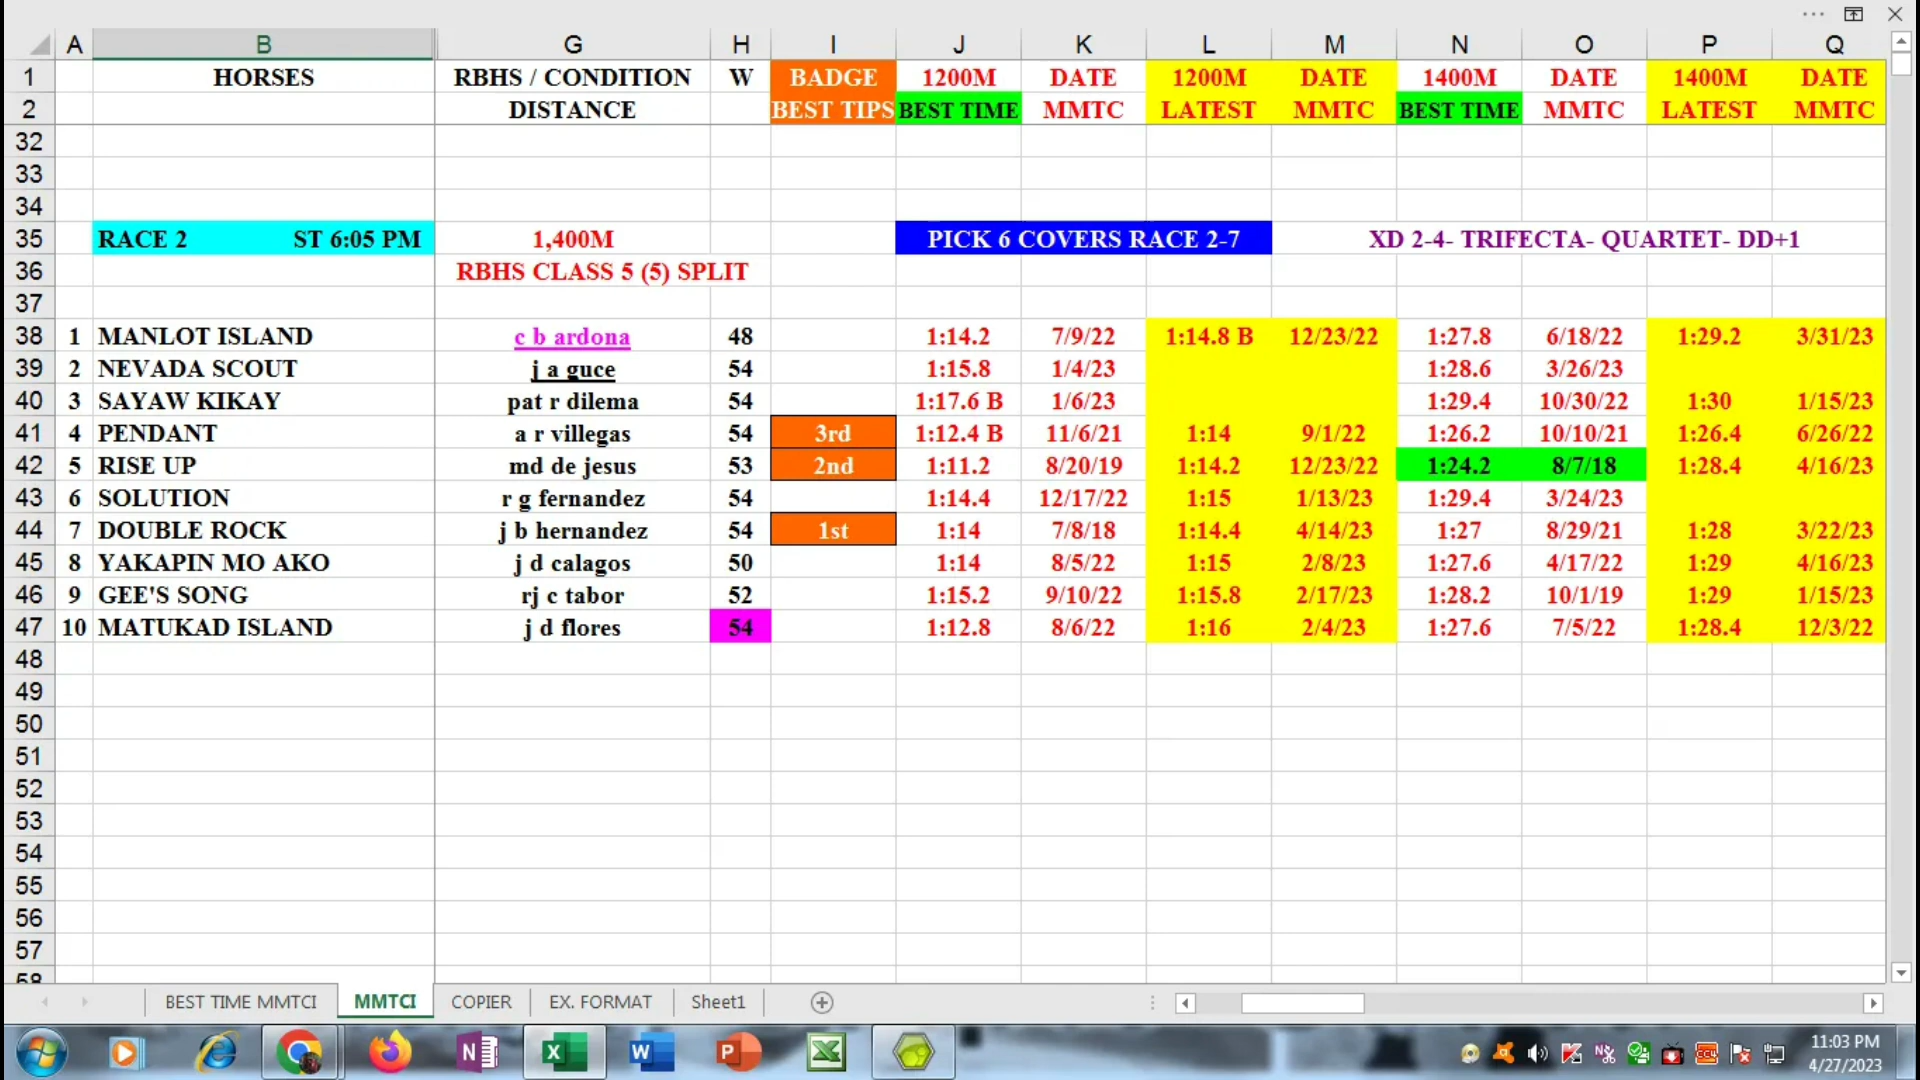 A B G H I J K L M N O P Q
1 HORSES RBHS / CONDITION W BADGE 1200M DATE 1200M DATE 1400M DATE 1400M DATE
2 DISTANCE BEST TIPS BEST TIME MMTC LATEST MMTC BEST TIME MMTC LATEST MMTC
32
33
34
35 RACE 2 ST 6:05 PM 1,400M PICK 6 COVERS RACE 2-7 XD 2-4- TRIFECTA- QUARTET- DD+1
36 RBHS CLASS 5 (5) SPLIT
37
38 1 MANLOT ISLAND c b ardona 48 1:14.2 7/9/22 1:14.8 B 12/23/22 1:27.8 6/18/22 1:29.2 3/31/23
39 2 NEVADA SCOUT j a guce 54 1:15.8 1/4/23 1:28.6 3/26/23
40 3 SAYAW KIKAY pat r dilema 54 1:17.6 B 1/6/23 1:29.4 10/30/22 1:30 1/15/23
41 4 PENDANT a r villegas 54 3rd 1:12.4 B 11/6/21 1:14 9/1/22 1:26.2 10/10/21 1:26.4 6/26/22
42 5 RISE UP md de jesus 53 2nd 1:11.2 8/20/19 1:14.2 12/23/22 1:24.2 8/7/18 1:28.4 4/16/23
43 6 SOLUTION r g fernandez 54 1:14.4 12/17/22 1:15 1/13/23 1:29.4 3/24/23
44 7 DOUBLE ROCK j b hernandez 54 1st 1:14 7/8/18 1:14.4 4/14/23 1:27 8/29/21 1:28 3/22/23
45 8 YAKAPIN MO AKO j d calagos 50 1:14 8/5/22 1:15 2/8/23 1:27.6 4/17/22 1:29 4/16/23
46 9 GEE'S SONG rj c tabor 52 1:15.2 9/10/22 1:15.8 2/17/23 1:28.2 10/1/19 1:29 1/15/23
47 10 MATUKAD ISLAND j d flores 54 1:12.8 8/6/22 1:16 2/4/23 1:27.6 7/5/22 1:28.4 12/3/22
48
49
50
51
52
53
54
55
56
57
58
BEST TIME MMTCI MMTCI COPIER EX. FORMAT Sheet1
11:03 PM
4/27/2023